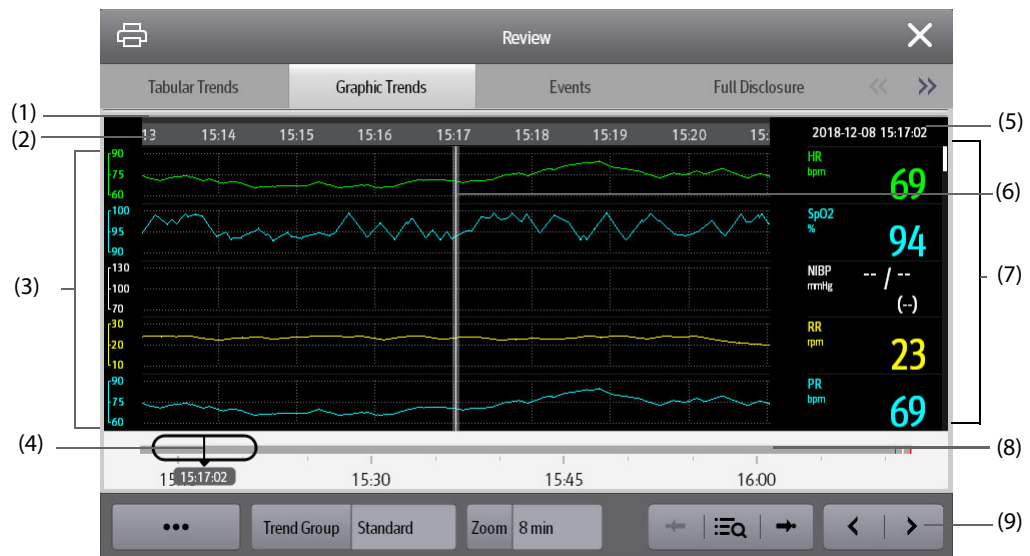 Review
Tabular Trends Graphic Trends Events Full Disclosure
(1)
(2)
13 15:14 15:15 15:16 15:17 15:18 15:19 15:20 15:
2018-12-08 15:17:02
(5)
90
75
60
HR
bpm
69
(6)
100
95
90
SpO2
%
94
(3)
130
100
70
NIBP
mmHg
-- / --
(--)
(7)
30
20
10
RR
rpm
23
90
75
60
PR
bpm
69
(4)
(8)
15:17:02
15:30 15:45 16:00
••• Trend Group Standard Zoom 8 min
(9)